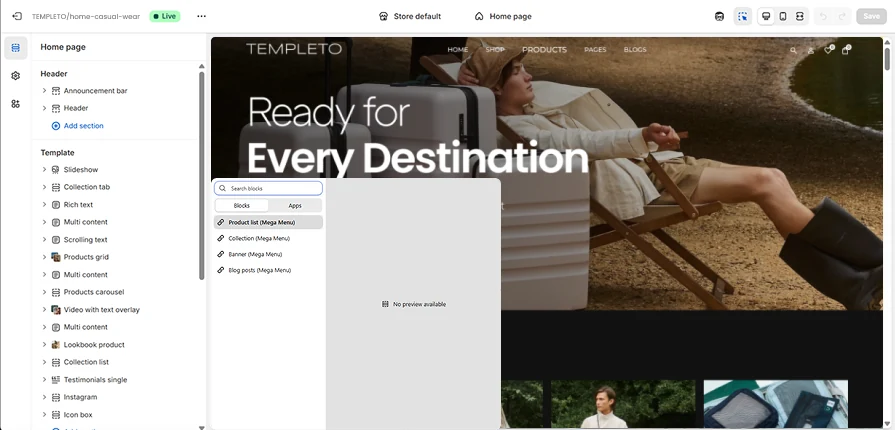 TEMPLETO/home-casual-wear
Live
Store default
Home page
Save
Home page
Header
Announcement bar
Header
Add section
Template
Slideshow
Collection tab
Rich text
Multi content
Scrolling text
Products grid
Multi content
Products carousel
Video with text overlay
Multi content
Lookbook product
Collection list
Testimonials single
Instagram
Icon box
TEMPLETO
HOME
SHOP
PRODUCTS
PAGES
BLOGS
Ready for
Every Destination
Search blocks
Blocks
Apps
Product list (Mega Menu)
Collection (Mega Menu)
Banner (Mega Menu)
Blog posts (Mega Menu)
No preview available